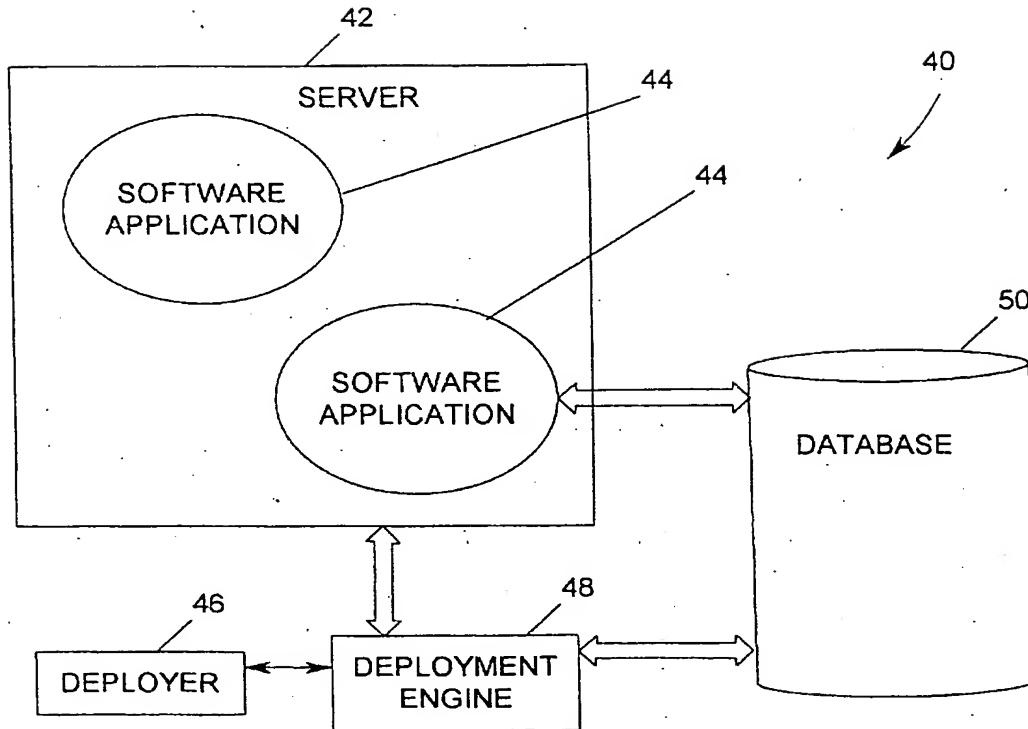 42
SERVER
40
44
SOFTWARE
APPLICATION
44
SOFTWARE
APPLICATION
50
DATABASE
46
DEPLOYER
48
DEPLOYMENT
ENGINE